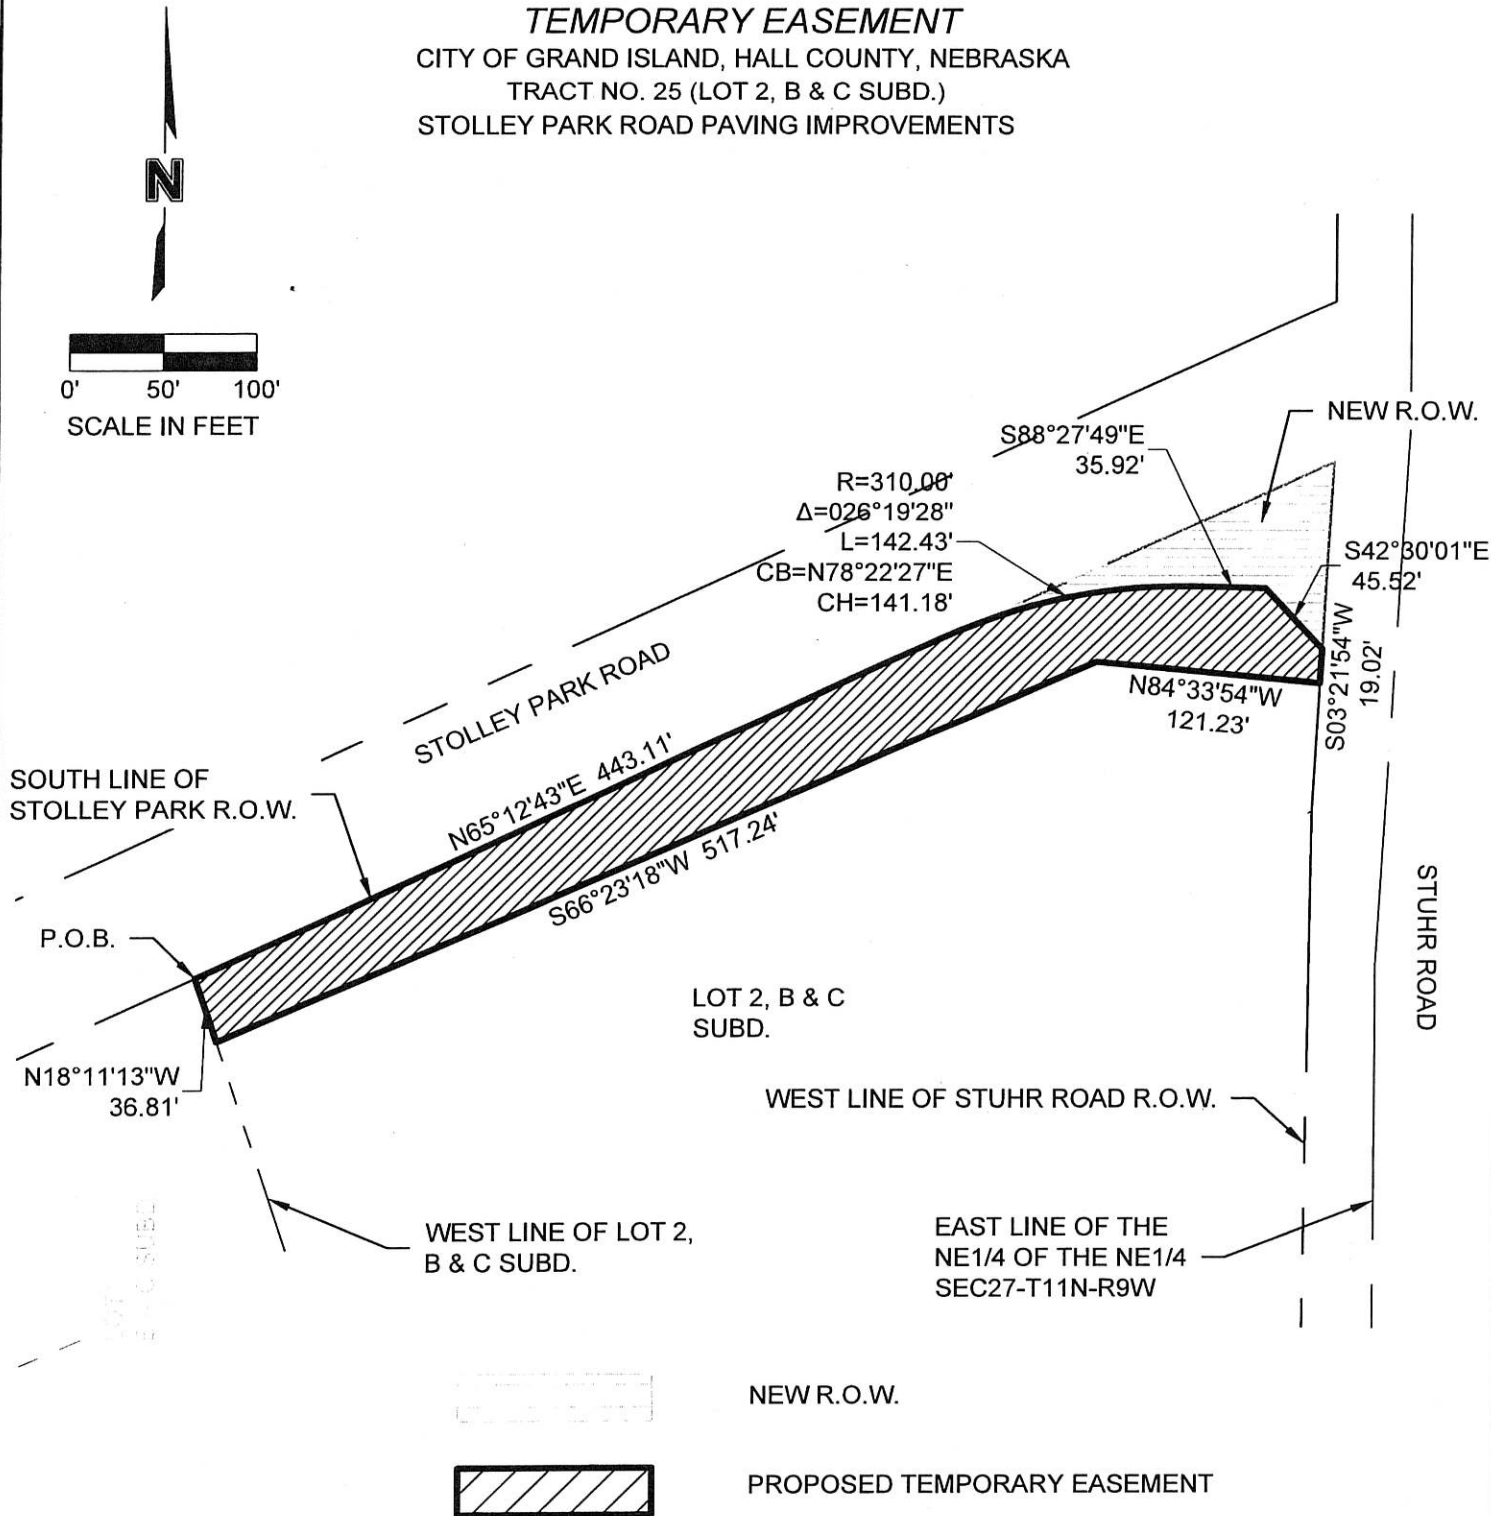 TEMPORARY EASEMENT
CITY OF GRAND ISLAND, HALL COUNTY, NEBRASKA
TRACT NO. 25 (LOT 2, B & C SUBD.)
STOLLEY PARK ROAD PAVING IMPROVEMENTS
N
0' 50' 100'
SCALE IN FEET
NEW R.O.W.
S88°27'49"E
35.92'
R=310.00'
Δ=026°19'28"
L=142.43'
CB=N78°22'27"E
CH=141.18'
S42°30'01"E
45.52'
S03°21'54"W
19.02'
N84°33'54"W
121.23'
STOLLEY PARK ROAD
SOUTH LINE OF
STOLLEY PARK R.O.W.
N65°12'43"E 443.11'
S66°23'18"W 517.24'
P.O.B.
STUHR ROAD
LOT 2, B & C
SUBD.
N18°11'13"W
36.81'
WEST LINE OF STUHR ROAD R.O.W.
WEST LINE OF LOT 2,
B & C SUBD.
EAST LINE OF THE
NE1/4 OF THE NE1/4
SEC27-T11N-R9W
NEW R.O.W.
PROPOSED TEMPORARY EASEMENT